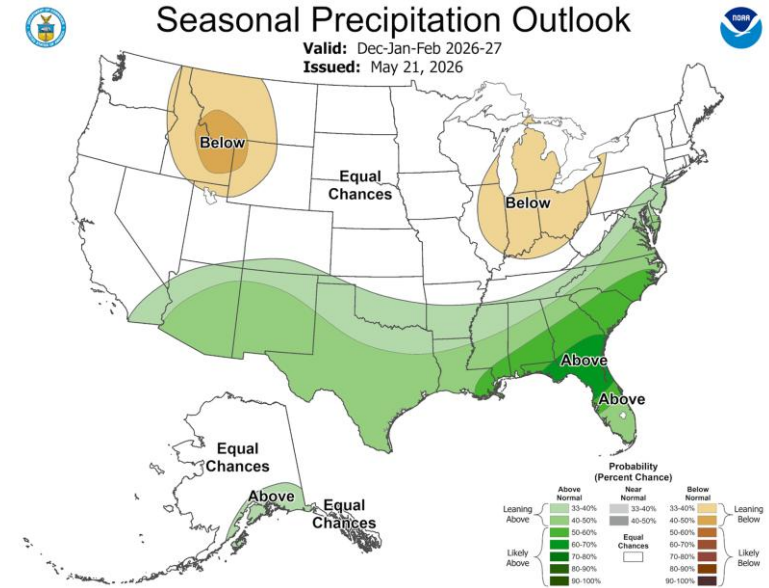 Seasonal Precipitation Outlook
Valid: Dec-Jan-Feb 2026-27
Issued: May 21, 2026
NOAA
Below
Equal
Chances
Below
Above
Above
Equal
Chances
Above
Equal
Chances
Probability
(Percent Chance)
Above
Normal
Near
Normal
Below
Normal
Leaning
Above
33-40%
40-50%
Likely
Above
50-60%
60-70%
70-80%
80-90%
90-100%
33-40%
40-50%
Equal
Chances
33-40%
40-50%
Leaning
Below
50-60%
60-70%
70-80%
80-90%
90-100%
Likely
Below